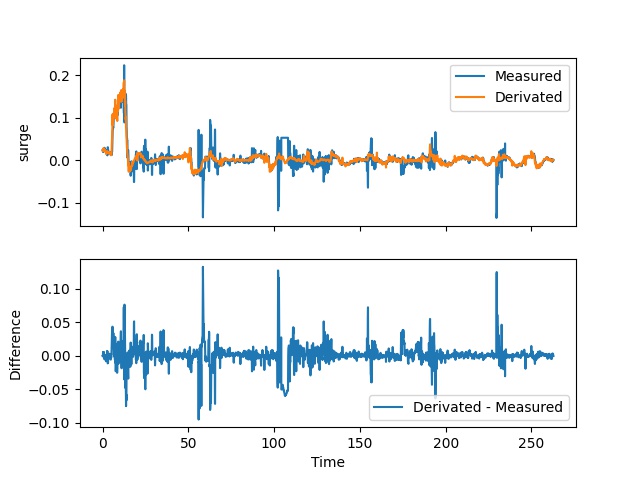 0.2
0.1
0.0
−0.1
surge
Measured
Derivated
0.10
0.05
0.00
−0.05
−0.10
Difference
Derivated - Measured
0
50
100
150
200
250
Time